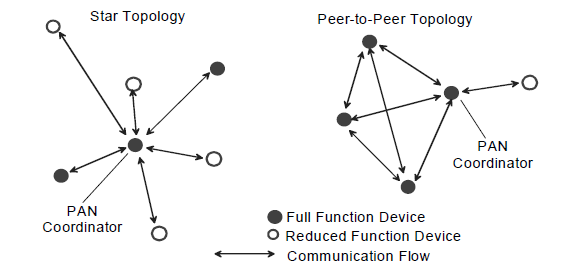 Star Topology
Peer-to-Peer Topology
PAN
Coordinator
PAN
Coordinator
Full Function Device
Reduced Function Device
Communication Flow